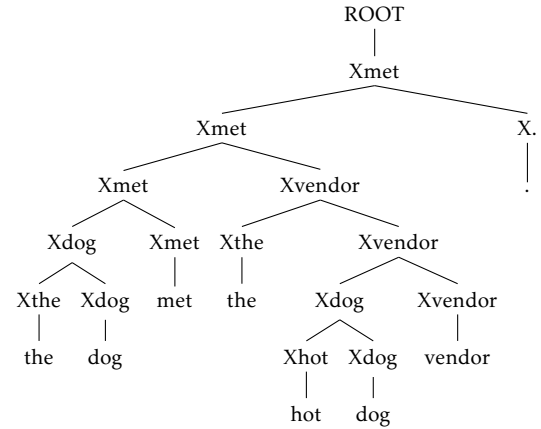 ROOT
Xmet
Xmet X.
Xmet Xvendor .
Xdog Xmet Xthe Xvendor
Xthe Xdog met the Xdog Xvendor
the dog Xhot Xdog vendor
hot dog